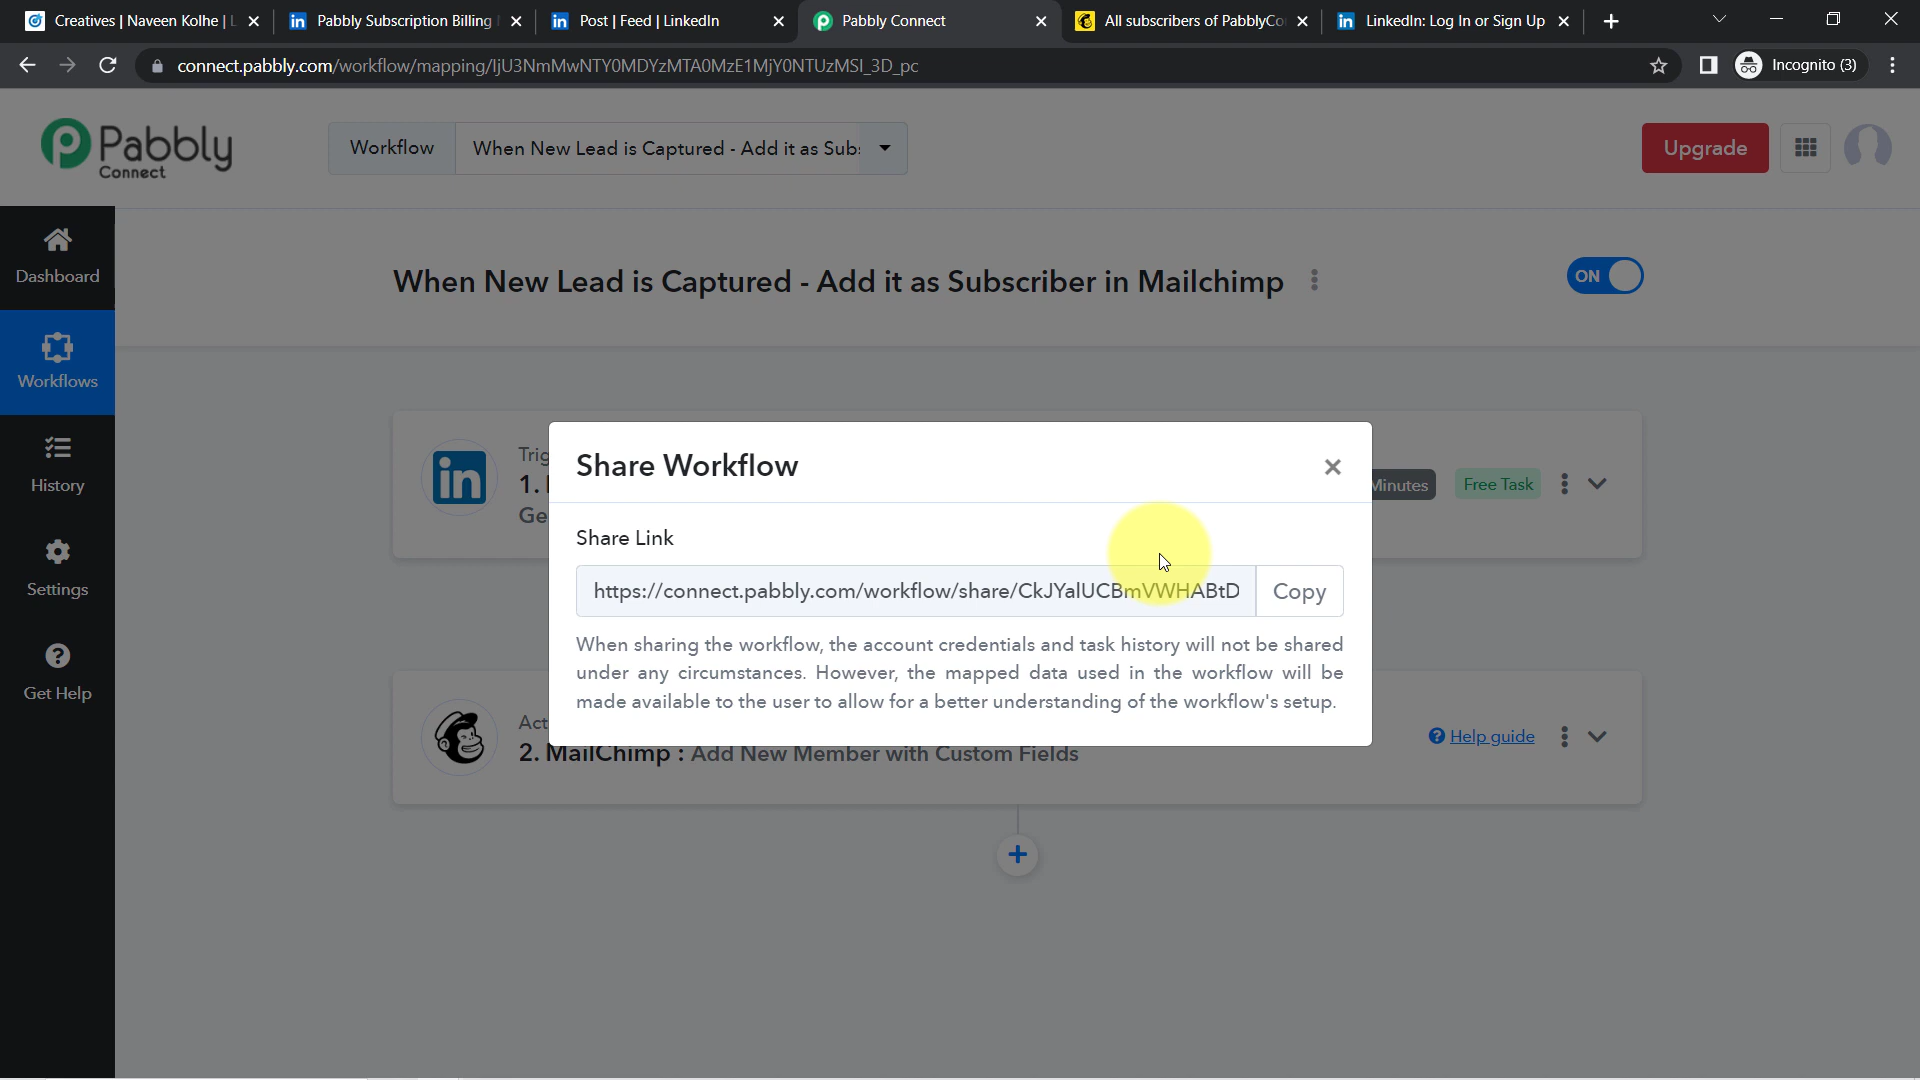 Creatives | Naveen Kolhe | L
Pabbly Subscription Billing
Post | Feed | LinkedIn
Pabbly Connect
All subscribers of PabblyCo
LinkedIn: Log In or Sign Up
connect.pabbly.com/workflow/mapping/IjU3NmMwNTY0MDYzMTA0MzE1MjY0NTUzMSI_3D_pc
Incognito (3)
Pabbly
Connect
Workflow
When New Lead is Captured - Add it as Subs
Upgrade
Dashboard
Workflows
History
Settings
Get Help
When New Lead is Captured - Add it as Subscriber in Mailchimp
ON
Trig
1.
Ge
Minutes
Free Task
Share Workflow
Share Link
https://connect.pabbly.com/workflow/share/CkJYalUCBmVWHABtD
Copy
When sharing the workflow, the account credentials and task history will not be shared
under any circumstances. However, the mapped data used in the workflow will be
made available to the user to allow for a better understanding of the workflow's setup.
Act
2. MailChimp : Add New Member with Custom Fields
Help guide